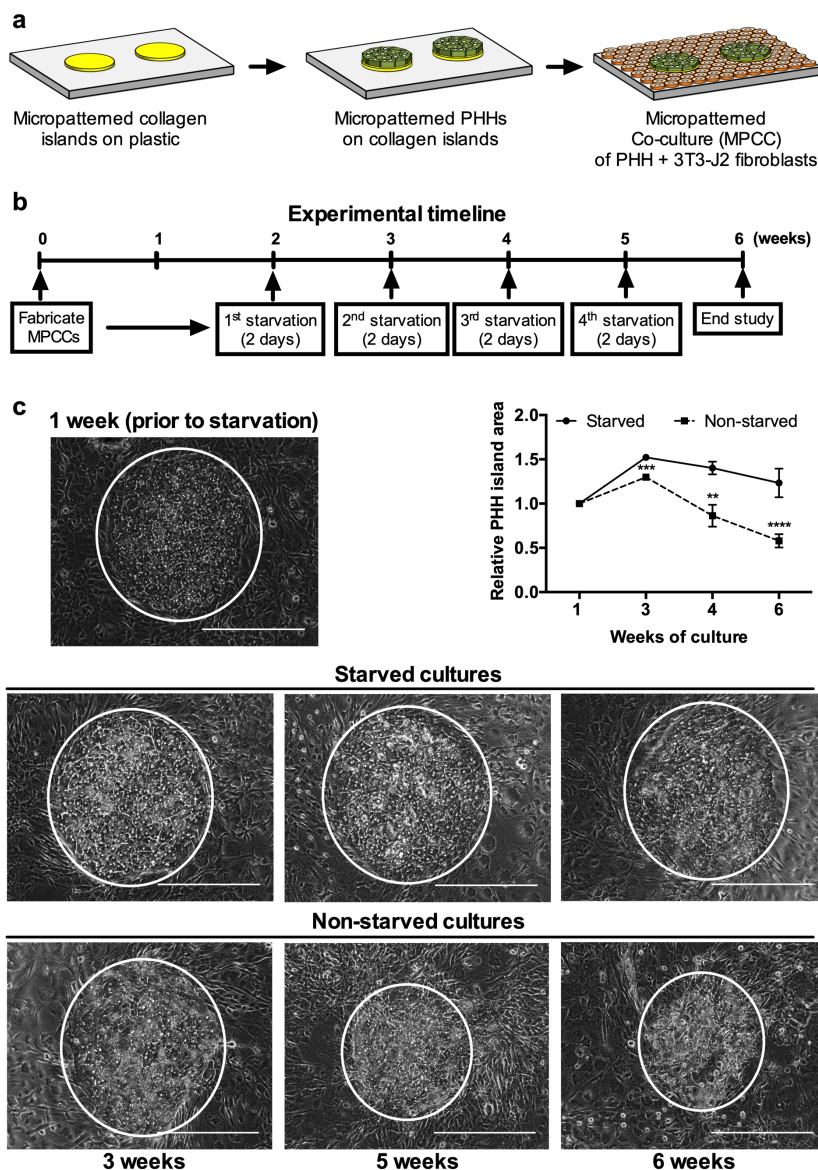 a
Micropatterned collagen
islands on plastic
Micropatterned PHHs
on collagen islands
Micropatterned
Co-culture (MPCC)
of PHH + 3T3-J2 fibroblasts
b
Experimental timeline
0 1 2 3 4 5 6 (weeks)
Fabricate
MPCCs
1st starvation
(2 days)
2nd starvation
(2 days)
3rd starvation
(2 days)
4th starvation
(2 days)
End study
c
1 week (prior to starvation)
Relative PHH island area
2.0
1.5
1.0
0.5
0.0
Starved
Non-starved
***
**
****
1 3 4 6
Weeks of culture
Starved cultures
Non-starved cultures
3 weeks
5 weeks
6 weeks